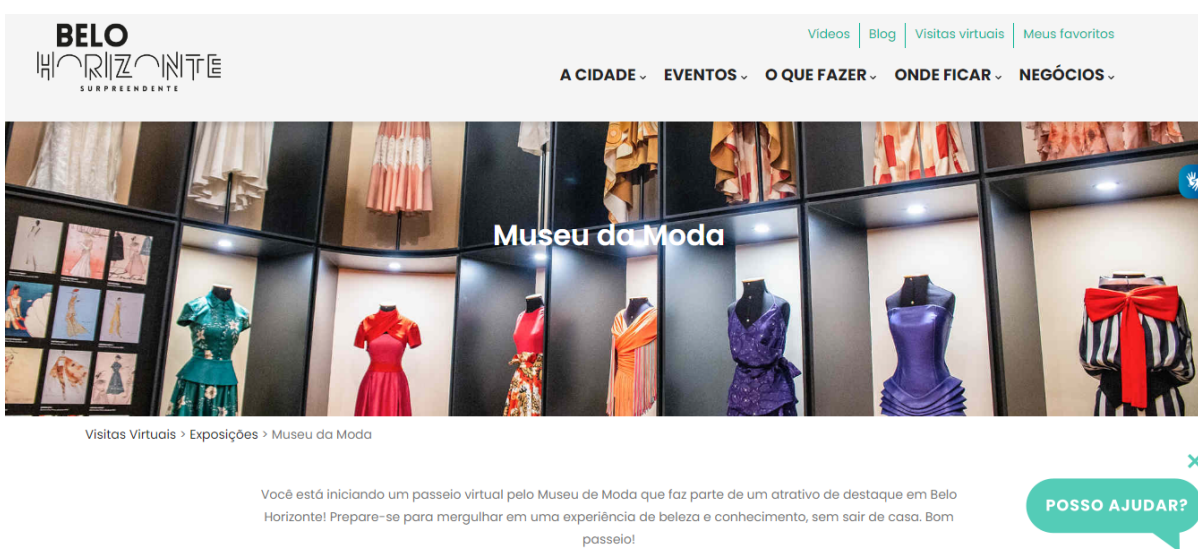 BELO
HORIZONTE
SURPREENDENTE
Videos | Blog | Visitas virtuais | Meus favoritos
A CIDADE EVENTOS O QUE FAZER ONDE FICAR NEGÓCIOS
Museu da Moda
Visitas Virtuais > Exposições > Museu da Moda
Você está iniciando um passeio virtual pelo Museu de Moda que faz parte de um atrativo de destaque em Belo
Horizonte! Prepare-se para mergulhar em uma experiência de beleza e conhecimento, sem sair de casa. Bom
passeio!
×
POSSO AJUDAR?